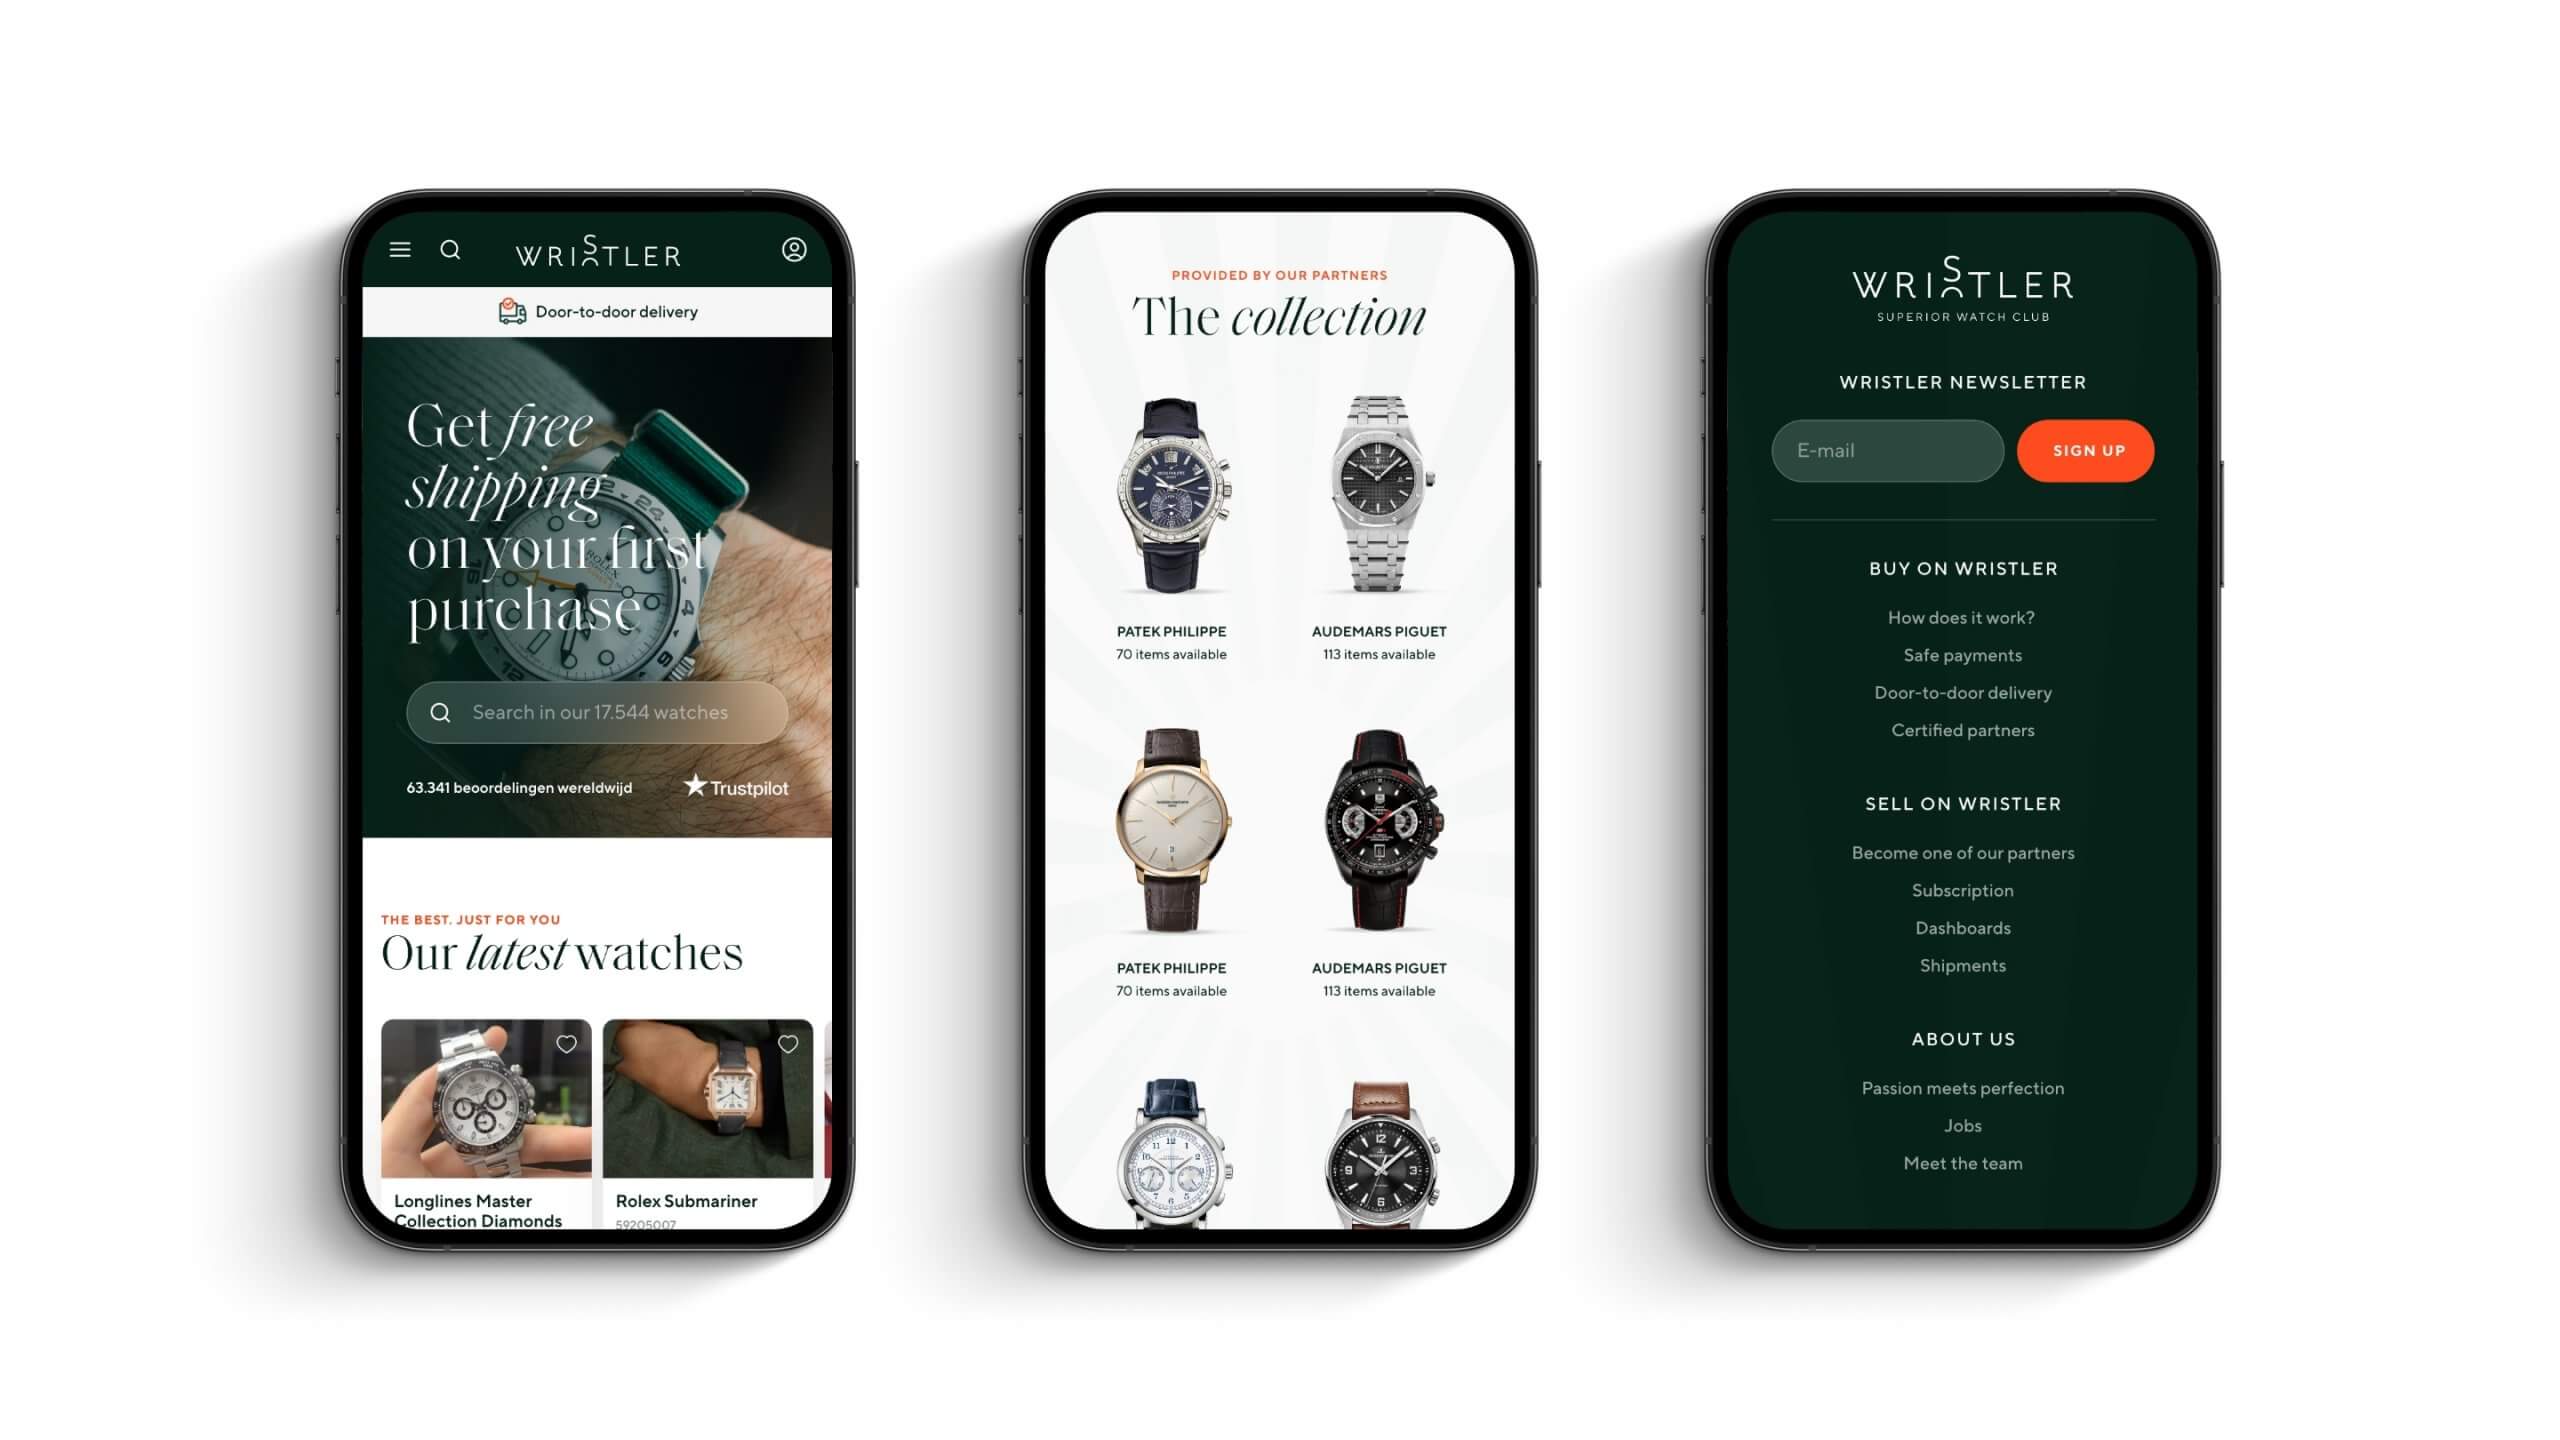 WRISTLER
Door-to-door delivery
Get free
shipping
on your first
purchase
Search in our 17.544 watches
63.341 beoordelingen wereldwijd
Trustpilot
THE BEST. JUST FOR YOU
Our latest watches
Longlines Master
Collection Diamonds
Rolex Submariner
59205007
PROVIDED BY OUR PARTNERS
The collection
PATEK PHILIPPE
70 items available
AUDEMARS PIGUET
113 items available
PATEK PHILIPPE
70 items available
AUDEMARS PIGUET
113 items available
WRISTLER
SUPERIOR WATCH CLUB
WRISTLER NEWSLETTER
E-mail
SIGN UP
BUY ON WRISTLER
How does it work?
Safe payments
Door-to-door delivery
Certified partners
SELL ON WRISTLER
Become one of our partners
Subscription
Dashboards
Shipments
ABOUT US
Passion meets perfection
Jobs
Meet the team